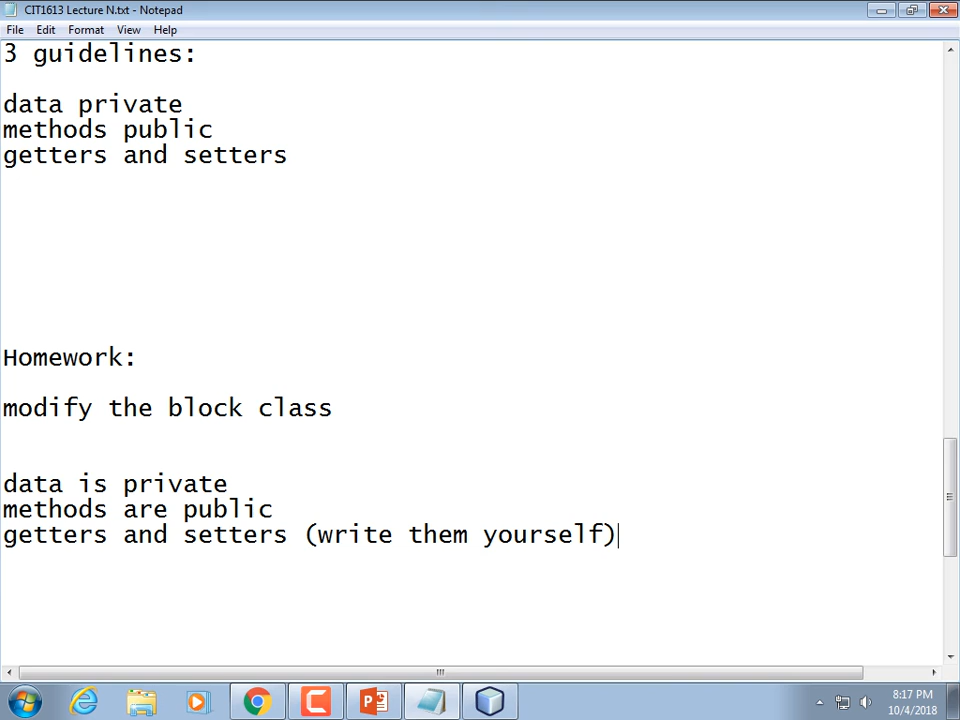 CIT1613 Lecture N.txt - Notepad
File Edit Format View Help
3 guidelines:
data private
methods public
getters and setters
Homework:
modify the block class
data is private
methods are public
getters and setters (write them yourself)
8:17 PM
10/4/2018